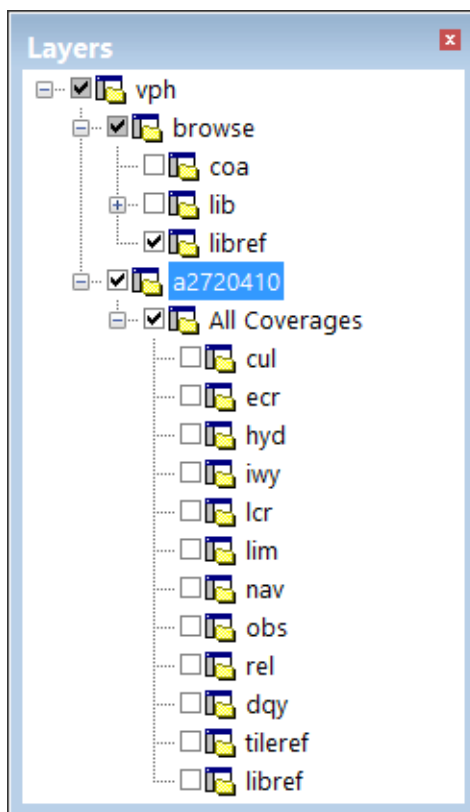 Layers
vph
browse
coa
lib
libref
a2720410
All Coverages
cul
ecr
hyd
iwy
lcr
lim
nav
obs
rel
dqy
tileref
libref